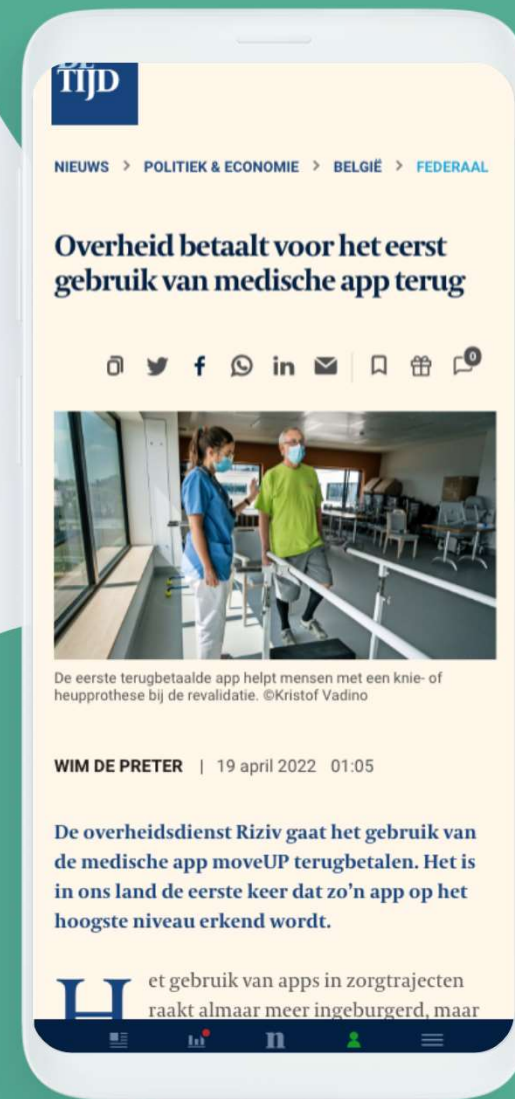 DE
TIJD
NIEUWS > POLITIEK & ECONOMIE > BELGIË > FEDERAAL
Overheid betaalt voor het eerst
gebruik van medische app terug
0
De eerste terugbetaalde app helpt mensen met een knie- of
heupprothese bij de revalidatie. ©Kristof Vadino
WIM DE PRETER | 19 april 2022 01:05
De overheidsdienst Riziv gaat het gebruik van
de medische app moveUP terugbetalen. Het is
in ons land de eerste keer dat zo'n app op het
hoogste niveau erkend wordt.
Het gebruik van apps in zorgtrajecten
raakt almaar meer ingeburgerd, maar
n